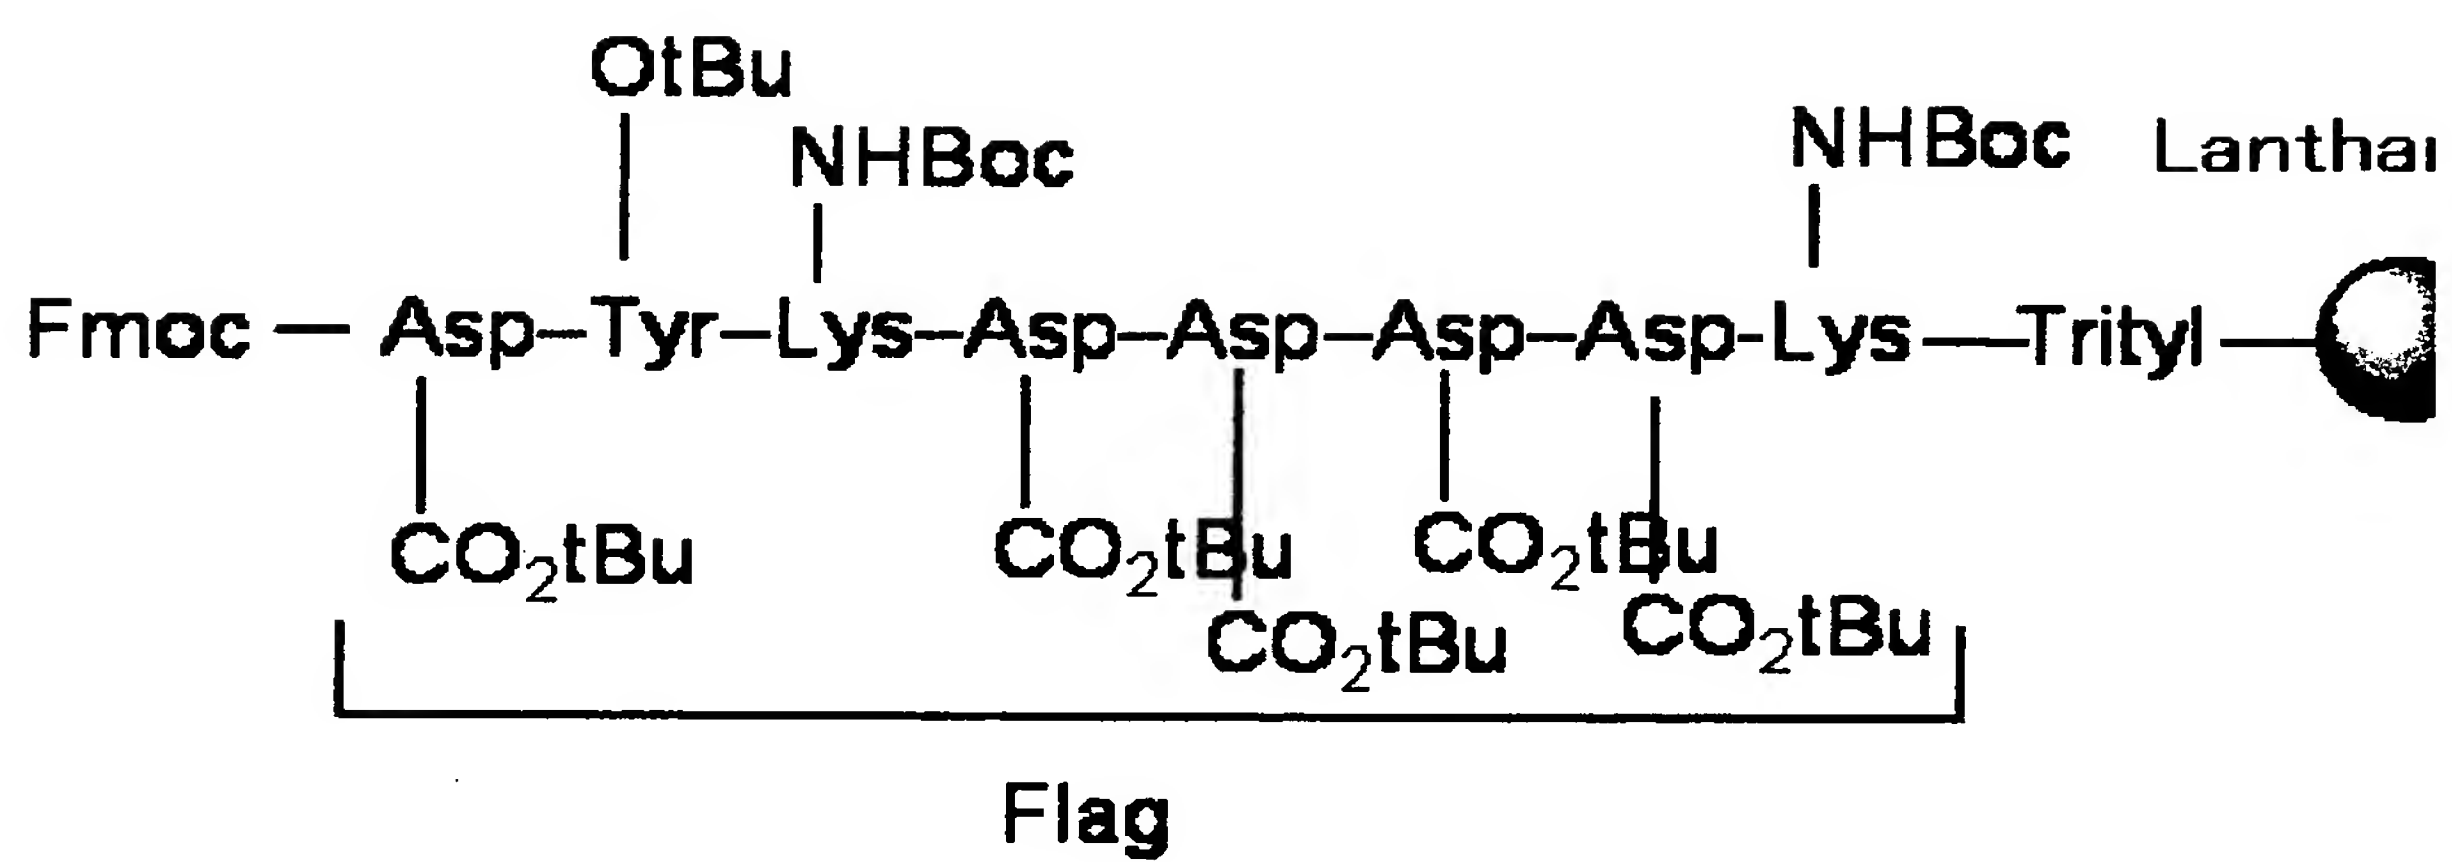 OtBu
NHBoc
NHBoc
Fmoc — Asp–Tyr–Lys–Asp–Asp–Asp–Asp-Lys —Trityl—
CO₂tBu
CO₂tBu
CO₂tBu
CO₂tBu
CO₂tBu
Flag